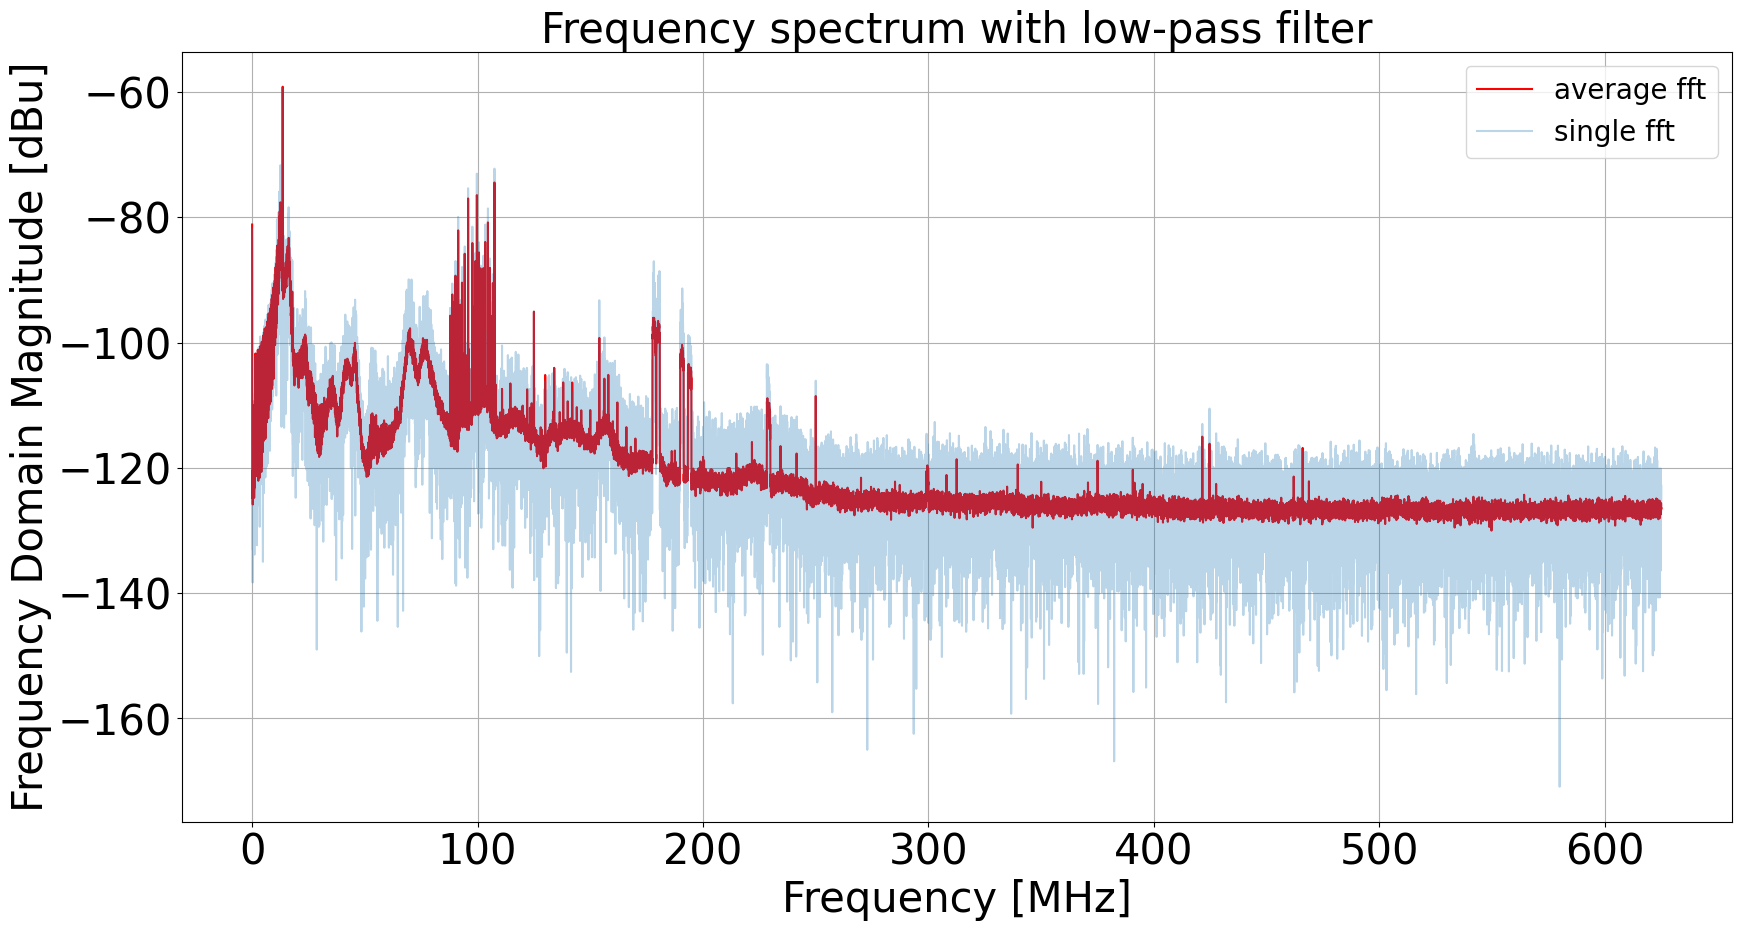 Frequency spectrum with low-pass filter
average fft
single fft
Frequency Domain Magnitude [dBu]
−60
−80
−100
−120
−140
−160
0 100 200 300 400 500 600
Frequency [MHz]